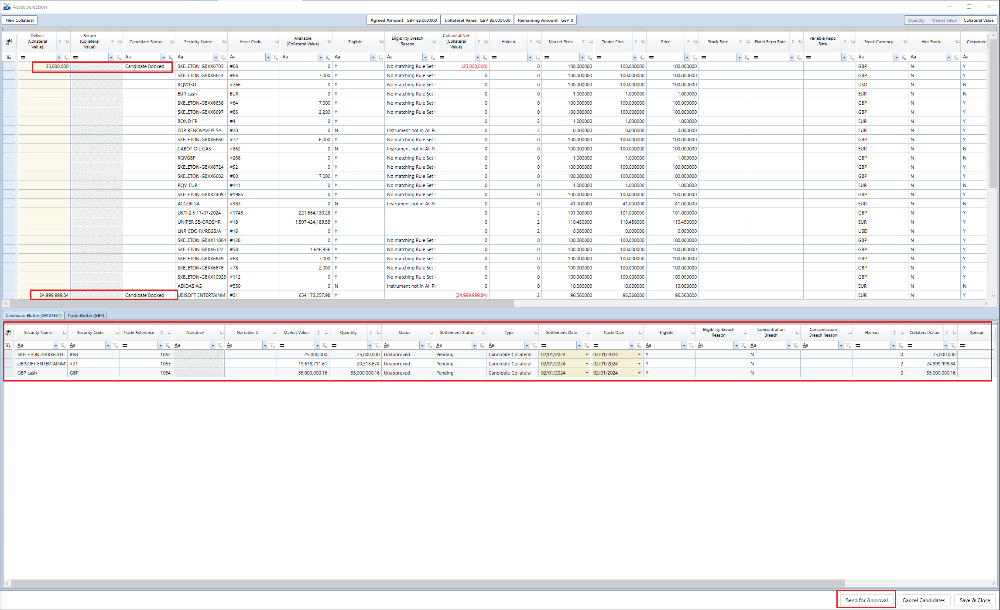 Asset Selection
New Collateral
Agreed Amount GBP 85,000,000 Collateral Value GBP 85,000,000 Remaining Amount GBP 0
Quantity Market Value Collateral Value
Deliver (Collateral Value) Σ Return (Collateral Value) Σ Candidate Status Security Name Asset Code Available (Collateral Value) Eligible Eligibility Breach Reason Collateral Net (Collateral Value) Σ Haircut Σ Market Price Σ Trader Price Σ Price Σ Stock Rate Σ Fixed Repo Rate Σ Variable Repo Rate Σ Stock Currency Hot Stock Corporate
= = Aa Aa Aa Aa Aa Aa = = = = = = = = Aa Aa Aa
25,000,000 Candidate Booked SKELETON-GBXX6703 #88 0 Y No matching Rule Set (25,000,000) 0 100.000000 100.000000 100.000000 GBP N Y
SKELETON-GBXX6644 #66 7,000 Y No matching Rule Set 0 0 100.000000 100.000000 100.000000 GBP N Y
RQVUSD #266 0 Y No matching Rule Set 0 0 100.000000 100.000000 100.000000 USD N N
EUR cash EUR 0 Y No matching Rule Set 0 0 1.000000 1.000000 1.000000 EUR N N
SKELETON-GBXX6638 #64 7,000 Y No matching Rule Set 0 0 100.000000 100.000000 100.000000 GBP N Y
SKELETON-GBXX6697 #86 2,200 Y No matching Rule Set 0 0 100.000000 100.000000 100.000000 GBP N Y
BOND FR #4 0 Y 0 2 1.000000 1.000000 1.000000 EUR N Y
EDP RENOVAVEIS SA - #20 0 N Instrument not in All 0 2 0.000000 0.000000 0.000000 EUR N Y
SKELETON-GBXX6660 #72 6,000 Y No matching Rule Set 0 0 100.000000 100.000000 100.000000 GBP N Y
CABOT OIL GAS #862 0 N Instrument not in All 0 0 100.000000 100.000000 100.000000 EUR N N
RQVGBP #268 0 Y No matching Rule Set 0 0 1.000000 1.000000 1.000000 GBP N N
SKELETON-GBXX6724 #92 0 Y No matching Rule Set 0 0 100.000000 100.000000 100.000000 GBP N Y
SKELETON-GBXX6682 #80 7,000 Y No matching Rule Set 0 0 100.000000 100.000000 100.000000 GBP N Y
RQV-EUR #141 0 Y No matching Rule Set 0 0 1.000000 1.000000 1.000000 EUR N N
SKELETON-GBXX24092 #1985 0 Y No matching Rule Set 0 0 100.000000 100.000000 100.000000 GBP N Y
ACCOR SA #383 0 N Instrument not in All 0 0 41.000000 41.000000 41.000000 EUR N N
UKTI 2.5 17-07-2024 #1743 221,664,130.28 Y 0 2 101.000000 101.000000 101.000000 GBP N Y
UNIPER SE-ORDSHR #18 1,507,424,189.55 Y 0 2 110.450000 110.450000 110.450000 EUR N Y
LNR CDO IV/REGS/A #16 0 Y 0 2 0.000000 0.000000 0.000000 USD N Y
SKELETON-GBXX11864 #128 0 Y No matching Rule Set 0 0 100.000000 100.000000 100.000000 GBP N Y
SKELETON-GBXX6322 #58 1,646,956 Y No matching Rule Set 0 0 100.000000 100.000000 100.000000 GBP N Y
SKELETON-GBXX6649 #68 7,000 Y No matching Rule Set 0 0 100.000000 100.000000 100.000000 GBP N Y
SKELETON-GBXX6676 #78 2,000 Y No matching Rule Set 0 0 100.000000 100.000000 100.000000 GBP N Y
SKELETON-GBXX10928 #112 0 Y No matching Rule Set 0 0 100.000000 100.000000 100.000000 GBP N Y
ADIDAS AG #550 0 N Instrument not in All 0 0 10.000000 10.000000 10.000000 EUR N N
24,999,999.84 Candidate Booked UBISOFT ENTERTAINM #21 654,173,257.98 Y (24,999,999.84) 2 96.560000 96.560000 96.560000 EUR N Y
Candidate Blotter (SRT2TEST) Trade Blotter (GBP)
Security Name Security Code Trade Reference Σ Narrative Narrative 2 Market Value Σ Quantity Σ Status Settlement Status Type Settlement Date Trade Date Eligible Eligibility Breach Reason Concentration Breach Concentration Breach Reason Haircut Σ Collateral Value Σ Spread
Aa Aa = Aa Aa = = Aa Aa Aa = = Aa Aa Aa Aa = = =
SKELETON-GBXX6703 #88 1062 25,000,000 25,000,000 Unapproved Pending Candidate Collateral 02/01/2024 02/01/2024 Y N 0 25,000,000
UBISOFT ENTERTAINM #21 1063 19,619,711.61 20,318,674 Unapproved Pending Candidate Collateral 02/01/2024 02/01/2024 Y N 2 24,999,999.84
GBP cash GBP 1064 35,000,000.16 35,000,000.16 Unapproved Pending Candidate Collateral 02/01/2024 02/01/2024 Y N 0 35,000,000.16
Send for Approval Cancel Candidates Save & Close